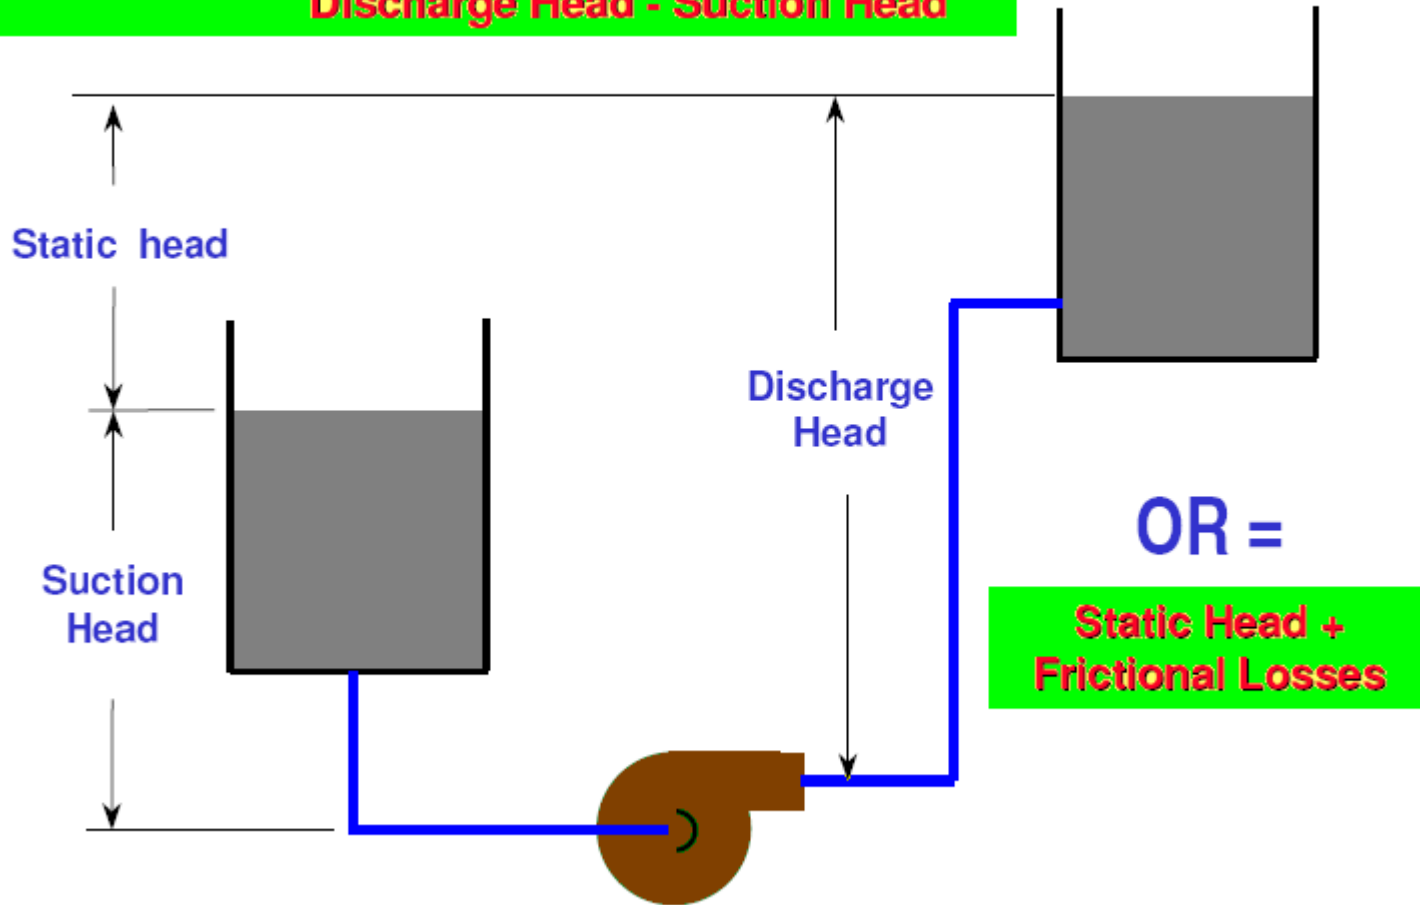 Discharge Head - Suction Head
Static head
Discharge
Head
OR =
Suction
Head
Static Head +
Frictional Losses